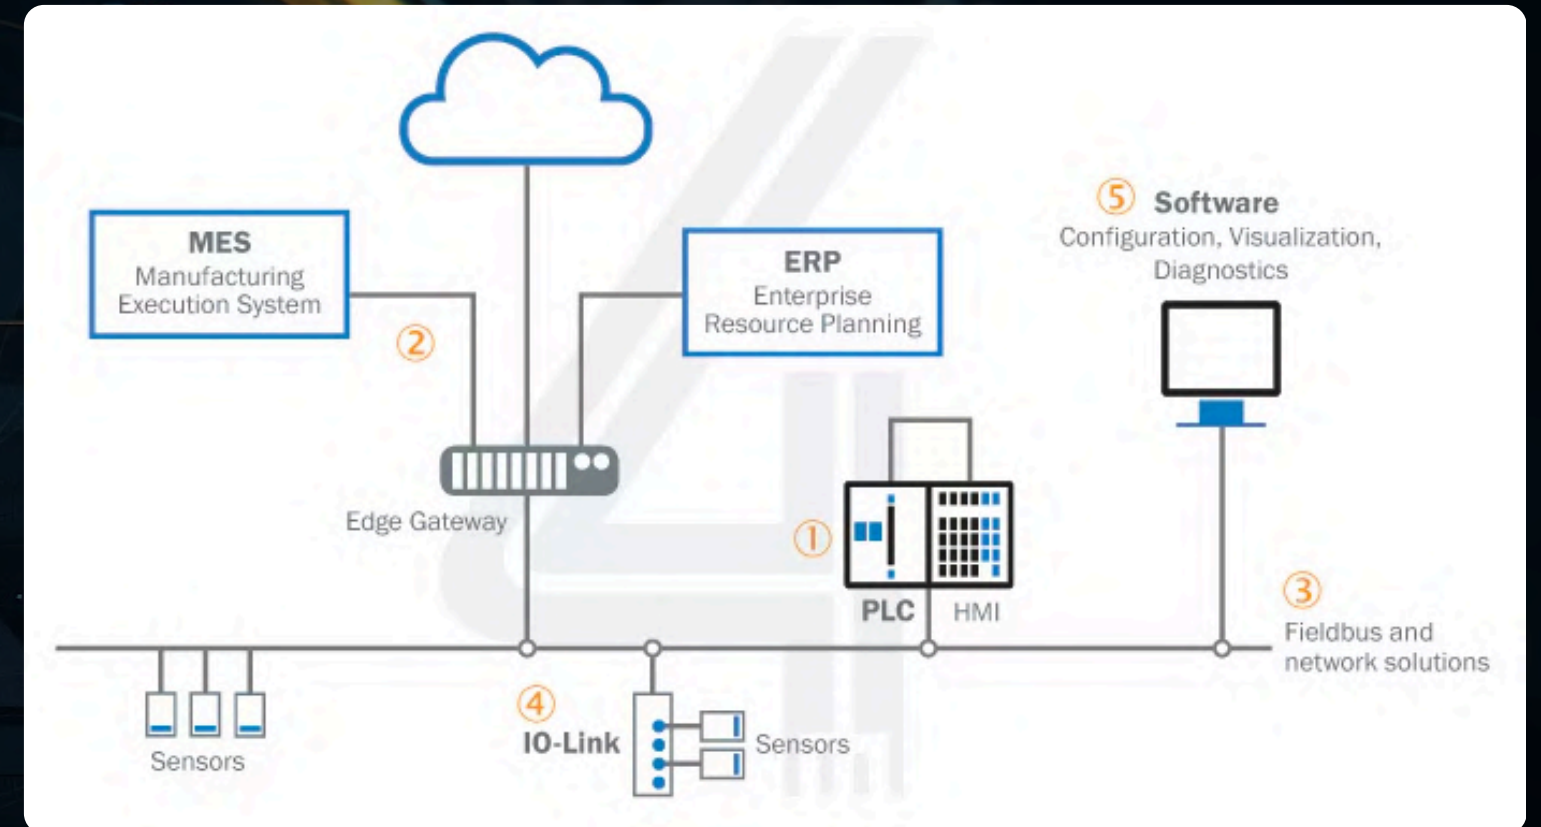 ⑤ Software
Configuration, Visualization,
Diagnostics
MES
Manufacturing
Execution System
②
ERP
Enterprise
Resource Planning
Edge Gateway
①
PLC HMI
③
Fieldbus and
network solutions
Sensors
④
IO-Link
Sensors